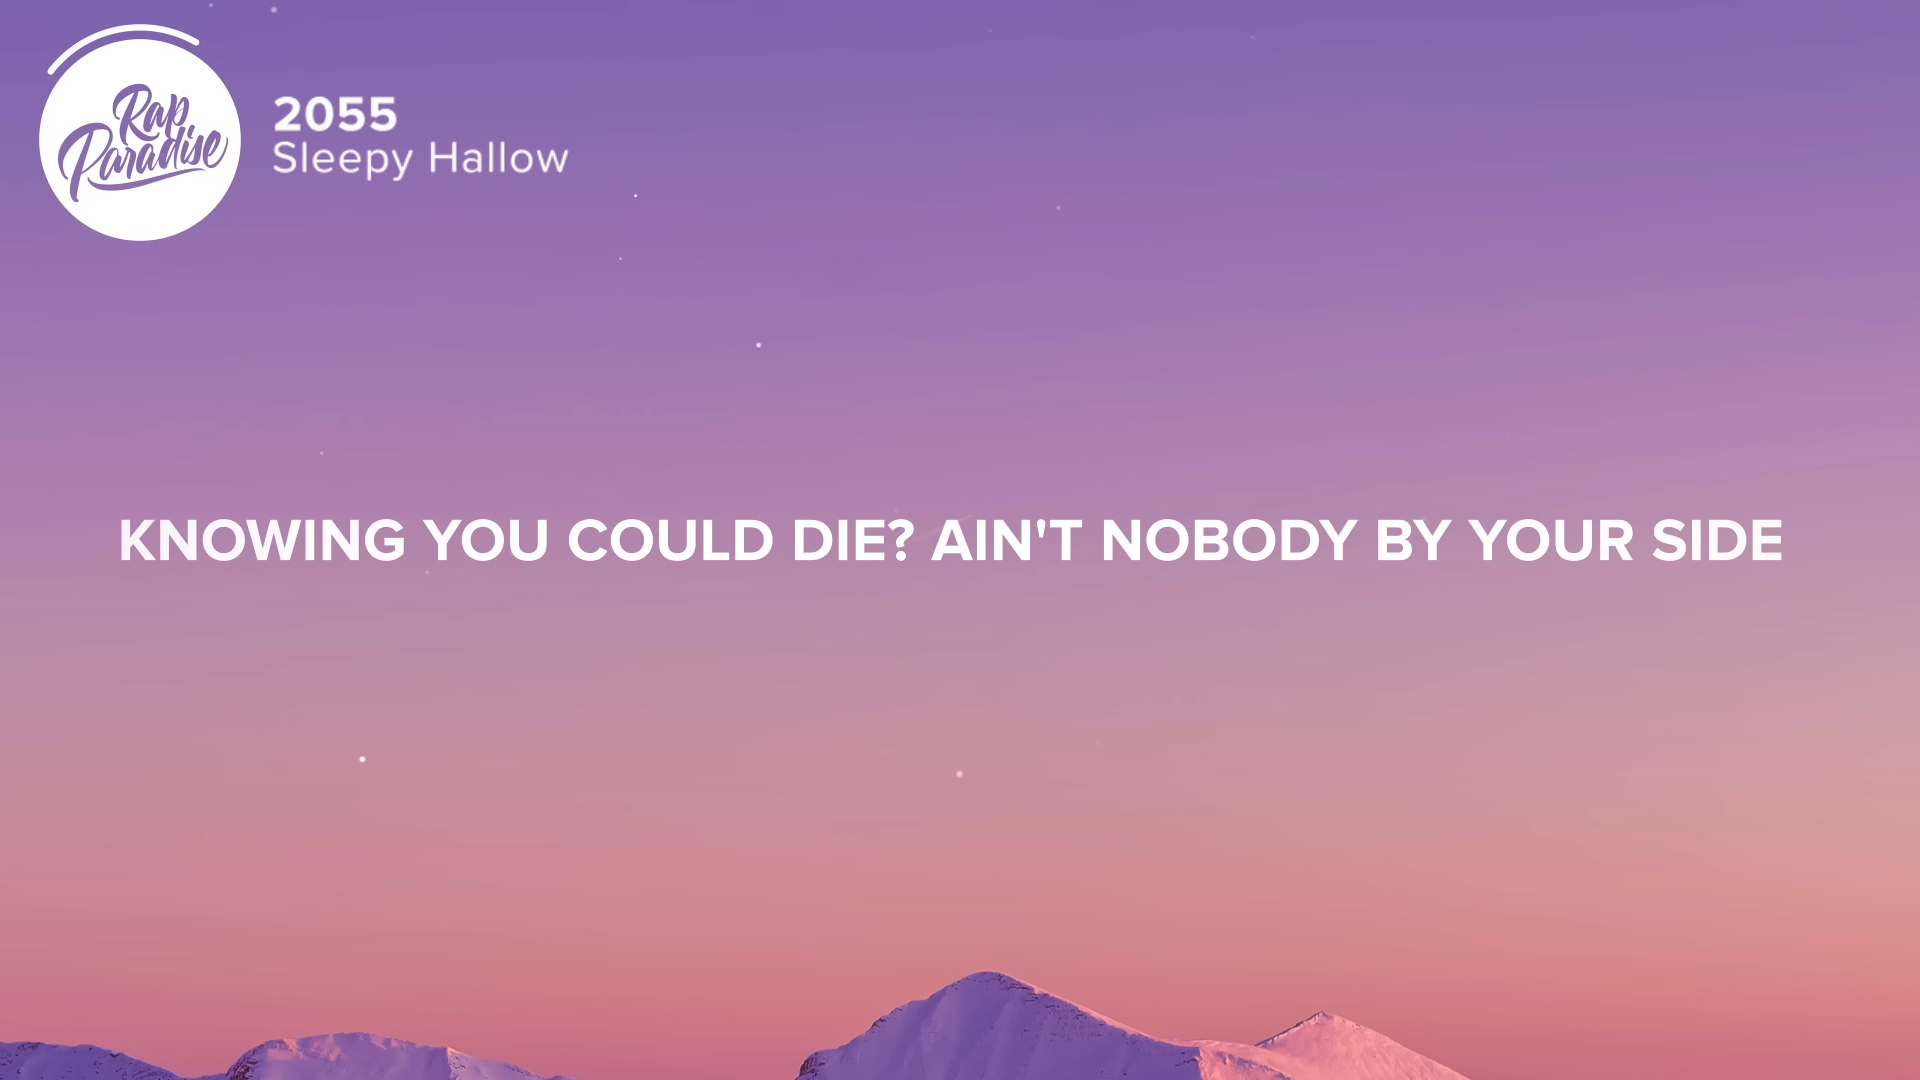 Rap
Paradise
2055
Sleepy Hallow
KNOWING YOU COULD DIE? AIN'T NOBODY BY YOUR SIDE